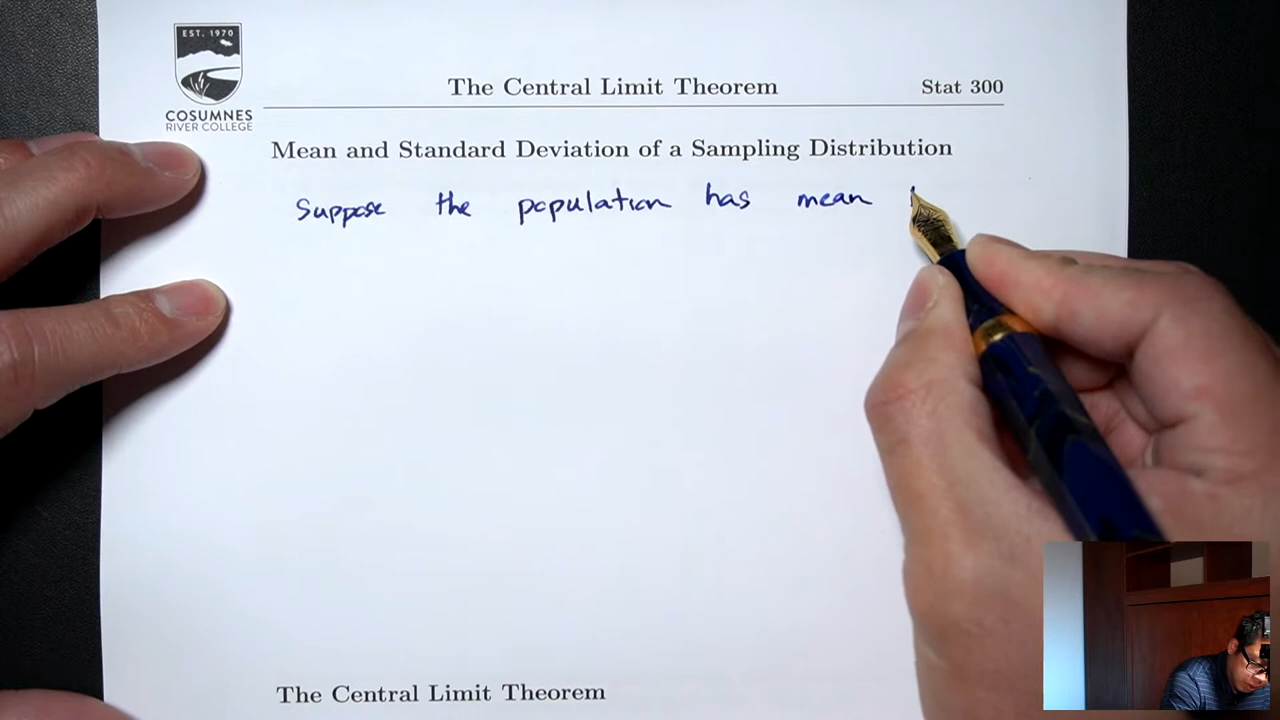 EST. 1970
COSUMNES
RIVER COLLEGE
The Central Limit Theorem Stat 300
Mean and Standard Deviation of a Sampling Distribution
Suppose the population has mean
The Central Limit Theorem